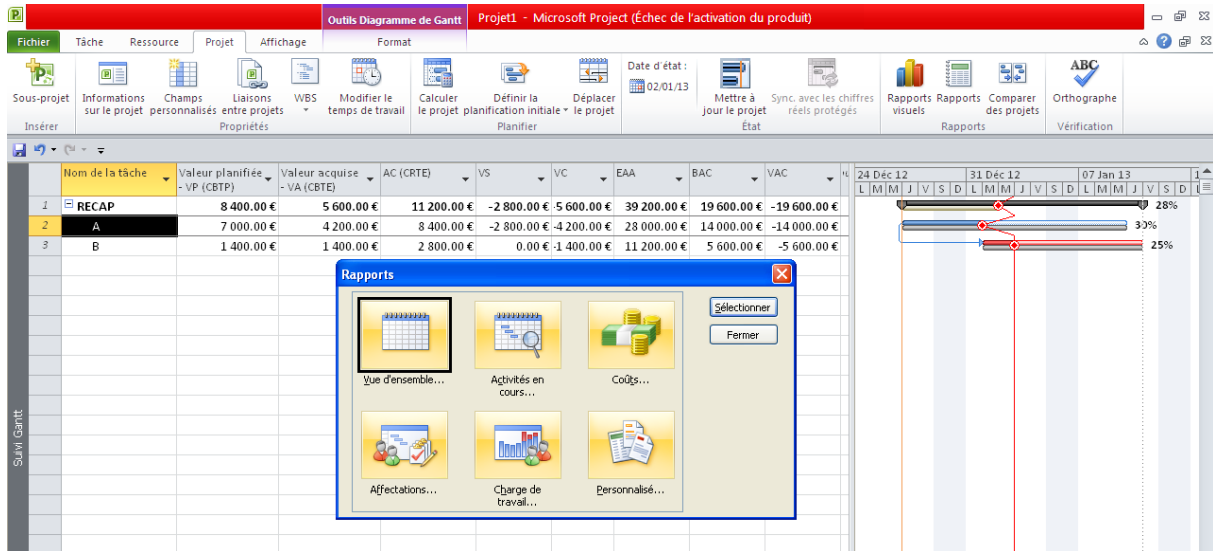 Outils Diagramme de Gantt
Projet1 - Microsoft Project (Échec de l'activation du produit)
Fichier Tâche Ressource Projet Affichage Format
Sous-projet
Insérer
Informations sur le projet
Champs personnalisés
Liaisons entre projets
WBS
Modifier le temps de travail
Propriétés
Calculer le projet
Définir la planification initiale
Déplacer le projet
Planifier
Date d'état :
02/01/13
Mettre à jour le projet
Sync. avec les chiffres réels protégés
État
Rapports visuels
Rapports
Comparer des projets
Rapports
ABC
Orthographe
Vérification
Nom de la tâche Valeur planifiée - VP (CBTP) Valeur acquise - VA (CBTE) AC (CRTE) VS VC EAA BAC VAC
24 Déc 12 31 Déc 12 07 Jan 13 1
L M M J V S D L M M J V S D L M M J V S D L
1 RECAP 8 400.00 € 5 600.00 € 11 200.00 € -2 800.00 € -5 600.00 € 39 200.00 € 19 600.00 € -19 600.00 € 28%
2 A 7 000.00 € 4 200.00 € 8 400.00 € -2 800.00 € -4 200.00 € 28 000.00 € 14 000.00 € -14 000.00 € 30%
3 B 1 400.00 € 1 400.00 € 2 800.00 € 0.00 € -1 400.00 € 11 200.00 € 5 600.00 € -5 600.00 € 25%
Suivi Gantt
Rapports
Vue d'ensemble...
Activités en cours...
Coûts...
Sélectionner
Fermer
Affectations...
Charge de travail...
Personnalisé...